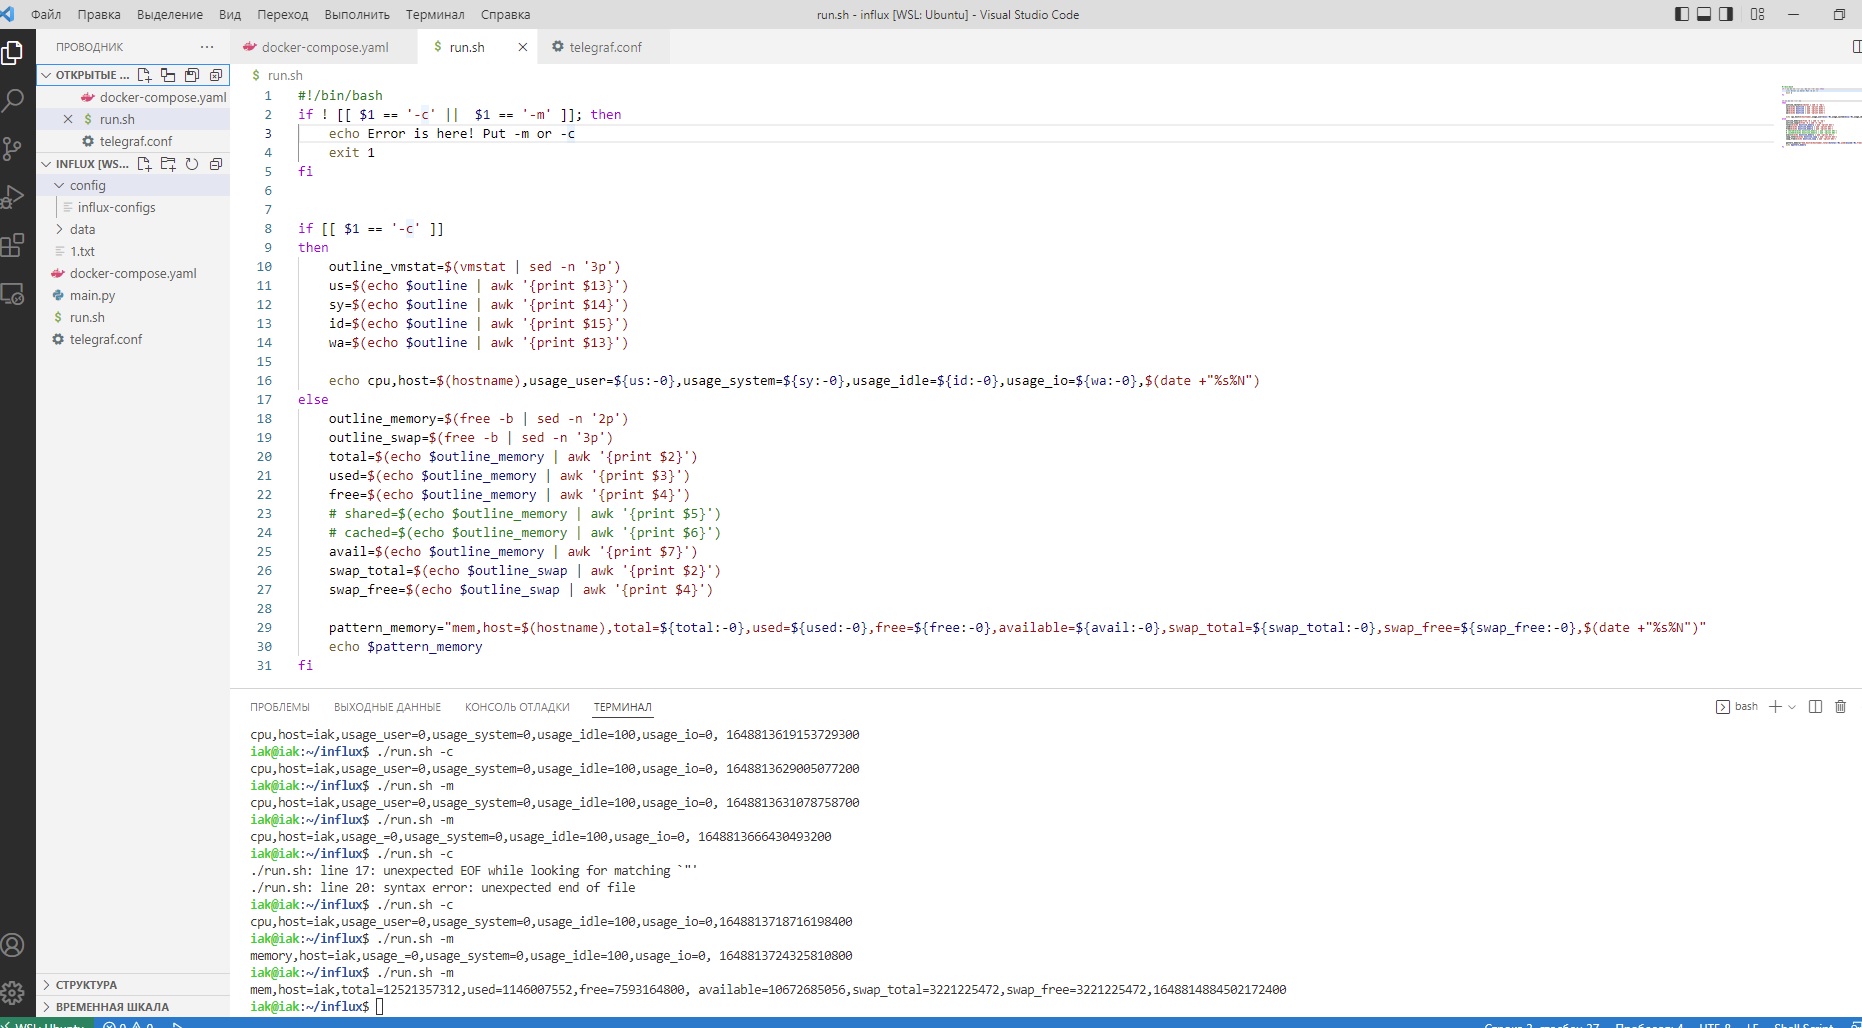 Файл Правка Выделение Вид Переход Выполнить Терминал Справка
run.sh - influx [WSL: Ubuntu] - Visual Studio Code
ПРОВОДНИК
ОТКРЫТЫЕ ...
docker-compose.yaml
run.sh
telegraf.conf
INFLUX [WS...
config
influx-configs
data
1.txt
docker-compose.yaml
main.py
$ run.sh
telegraf.conf
СТРУКТУРА
ВРЕМЕННАЯ ШКАЛА
docker-compose.yaml
$ run.sh
telegraf.conf
$ run.sh
1 #!/bin/bash
2 if ! [[ $1 == '-c' ||  $1 == '-m' ]]; then
3     echo Error is here! Put -m or -c
4     exit 1
5 fi
6
7
8 if [[ $1 == '-c' ]]
9 then
10     outline_vmstat=$(vmstat | sed -n '3p')
11     us=$(echo $outline | awk '{print $13}')
12     sy=$(echo $outline | awk '{print $14}')
13     id=$(echo $outline | awk '{print $15}')
14     wa=$(echo $outline | awk '{print $13}')
15
16     echo cpu,host=$(hostname),usage_user=${us:-0},usage_system=${sy:-0},usage_idle=${id:-0},usage_io=${wa:-0},$(date +"%s%N")
17 else
18     outline_memory=$(free -b | sed -n '2p')
19     outline_swap=$(free -b | sed -n '3p')
20     total=$(echo $outline_memory | awk '{print $2}')
21     used=$(echo $outline_memory | awk '{print $3}')
22     free=$(echo $outline_memory | awk '{print $4}')
23     # shared=$(echo $outline_memory | awk '{print $5}')
24     # cached=$(echo $outline_memory | awk '{print $6}')
25     avail=$(echo $outline_memory | awk '{print $7}')
26     swap_total=$(echo $outline_swap | awk '{print $2}')
27     swap_free=$(echo $outline_swap | awk '{print $4}')
28
29     pattern_memory="mem,host=$(hostname),total=${total:-0},used=${used:-0},free=${free:-0},available=${avail:-0},swap_total=${swap_total:-0},swap_free=${swap_free:-0},$(date +"%s%N")"
30     echo $pattern_memory
31 fi
ПРОБЛЕМЫ ВЫХОДНЫЕ ДАННЫЕ КОНСОЛЬ ОТЛАДКИ ТЕРМИНАЛ
bash
cpu,host=iak,usage_user=0,usage_system=0,usage_idle=100,usage_io=0, 1648813619153729300
iak@iak:~/influx$ ./run.sh -c
cpu,host=iak,usage_user=0,usage_system=0,usage_idle=100,usage_io=0, 1648813629005077200
iak@iak:~/influx$ ./run.sh -m
cpu,host=iak,usage_user=0,usage_system=0,usage_idle=100,usage_io=0, 1648813631078758700
iak@iak:~/influx$ ./run.sh -m
cpu,host=iak,usage_=0,usage_system=0,usage_idle=100,usage_io=0, 1648813666430493200
iak@iak:~/influx$ ./run.sh -c
./run.sh: line 17: unexpected EOF while looking for matching `"'
./run.sh: line 20: syntax error: unexpected end of file
iak@iak:~/influx$ ./run.sh -c
cpu,host=iak,usage_user=0,usage_system=0,usage_idle=100,usage_io=0,1648813718716198400
iak@iak:~/influx$ ./run.sh -m
memory,host=iak,usage_=0,usage_system=0,usage_idle=100,usage_io=0, 1648813724325810800
iak@iak:~/influx$ ./run.sh -m
mem,host=iak,total=12521357312,used=1146007552,free=7593164800, available=10672685056,swap_total=3221225472,swap_free=3221225472,1648814884502172400
iak@iak:~/influx$